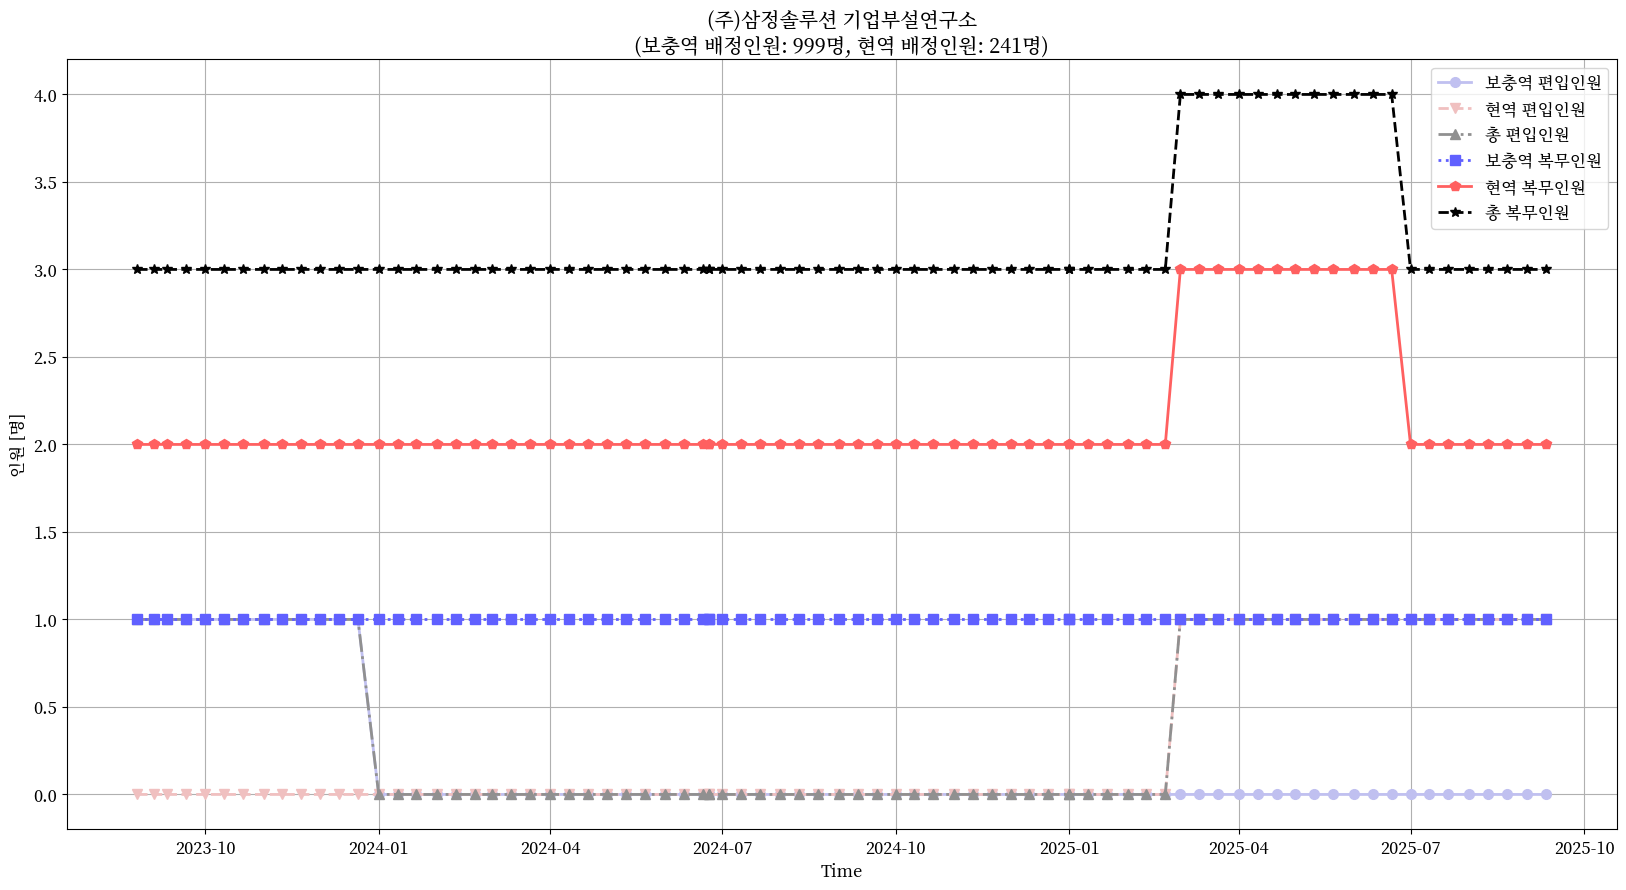 (주)삼정솔루션 기업부설연구소
(보충역 배정인원: 999명, 현역 배정인원: 241명)
보충역 편입인원
현역 편입인원
총 편입인원
보충역 복무인원
현역 복무인원
총 복무인원
인원 [명]
4.0
3.5
3.0
2.5
2.0
1.5
1.0
0.5
0.0
2023-10
2024-01
2024-04
2024-07
2024-10
2025-01
2025-04
2025-07
2025-10
Time